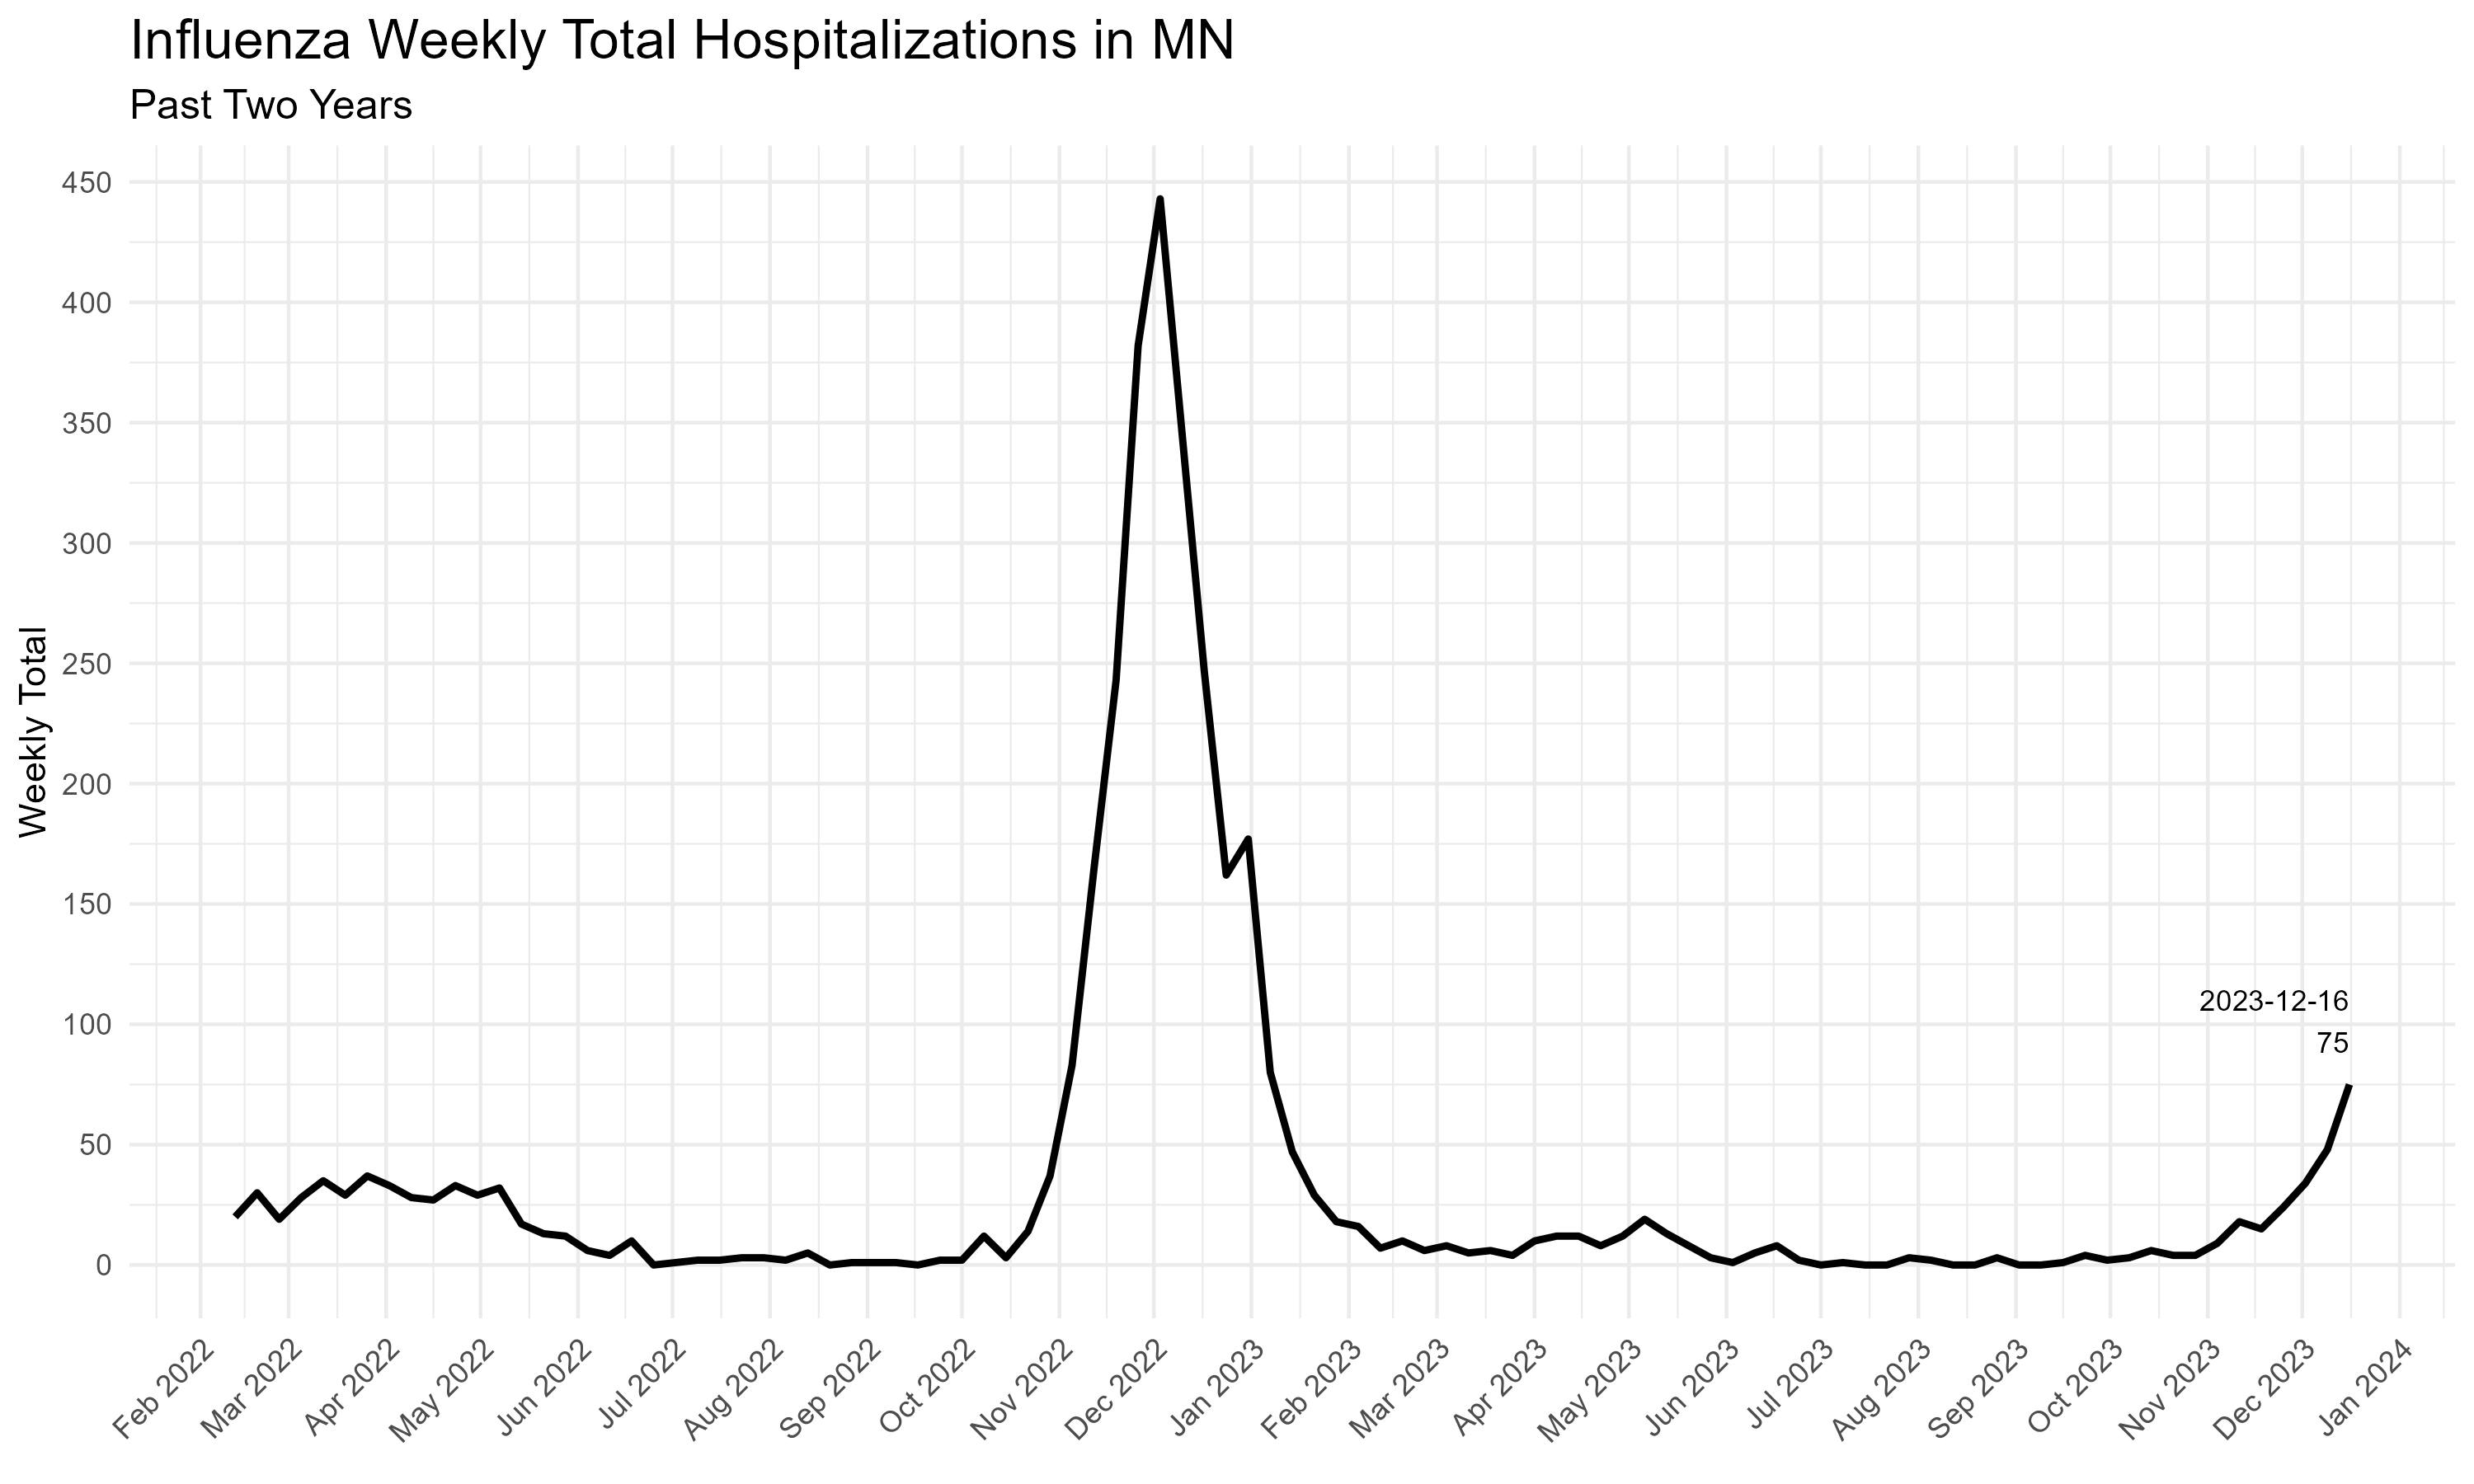 Influenza Weekly Total Hospitalizations in MN
Past Two Years
Weekly Total
450
400
350
300
250
200
150
100
50
0
2023-12-16
75
Feb 2022
Mar 2022
Apr 2022
May 2022
Jun 2022
Jul 2022
Aug 2022
Sep 2022
Oct 2022
Nov 2022
Dec 2022
Jan 2023
Feb 2023
Mar 2023
Apr 2023
May 2023
Jun 2023
Jul 2023
Aug 2023
Sep 2023
Oct 2023
Nov 2023
Dec 2023
Jan 2024